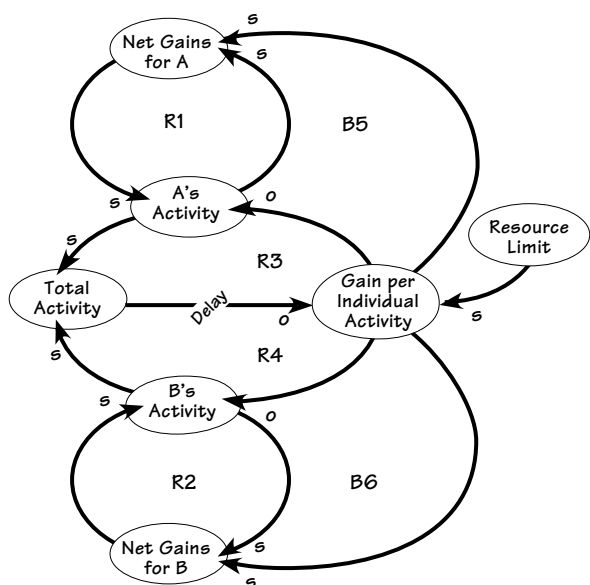 s
Net Gains
for A
s
R1
B5
s
A's
Activity
o
s
Resource
Limit
R3
Total
Activity
Delay
Gain per
Individual
Activity
o
s
s
R4
s
B's
Activity
o
R2
B6
Net Gains
for B
s
s